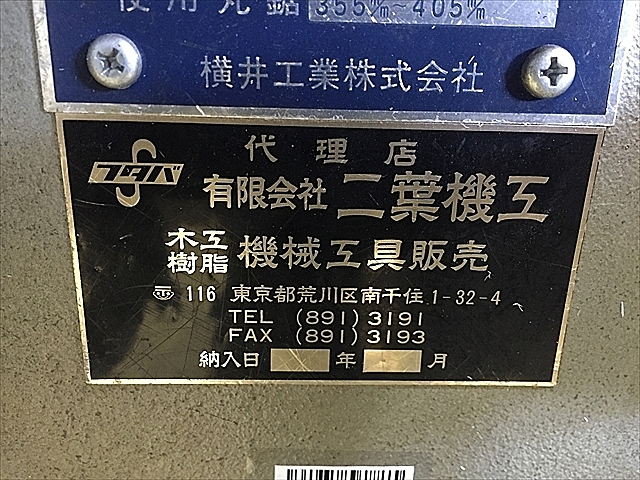 使用丸鋸 355㎜～405㎜
横井工業株式会社
代理店
フタバ
有限会社 二葉機工
木工樹脂 機械工具販売
〒 116 東京都荒川区南千住 1-32-4
TEL (891) 3191
FAX (891) 3193
納入日 年 月